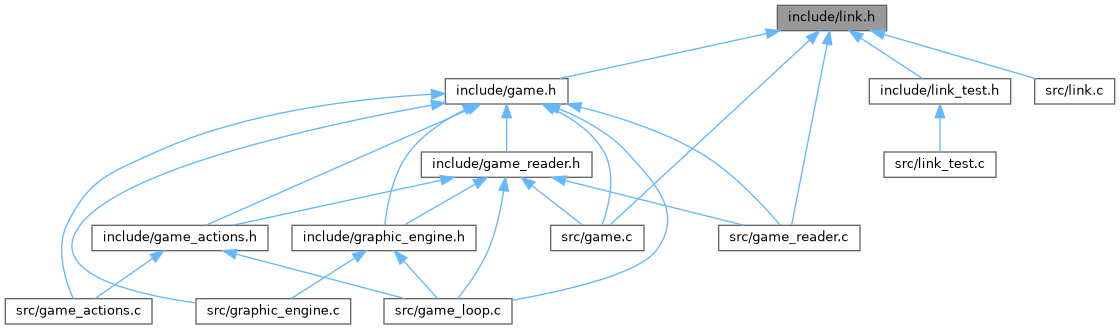 include/link.h
include/game.h
include/link_test.h
src/link.c
include/game_reader.h
src/link_test.c
include/game_actions.h
include/graphic_engine.h
src/game.c
src/game_reader.c
src/game_actions.c
src/graphic_engine.c
src/game_loop.c